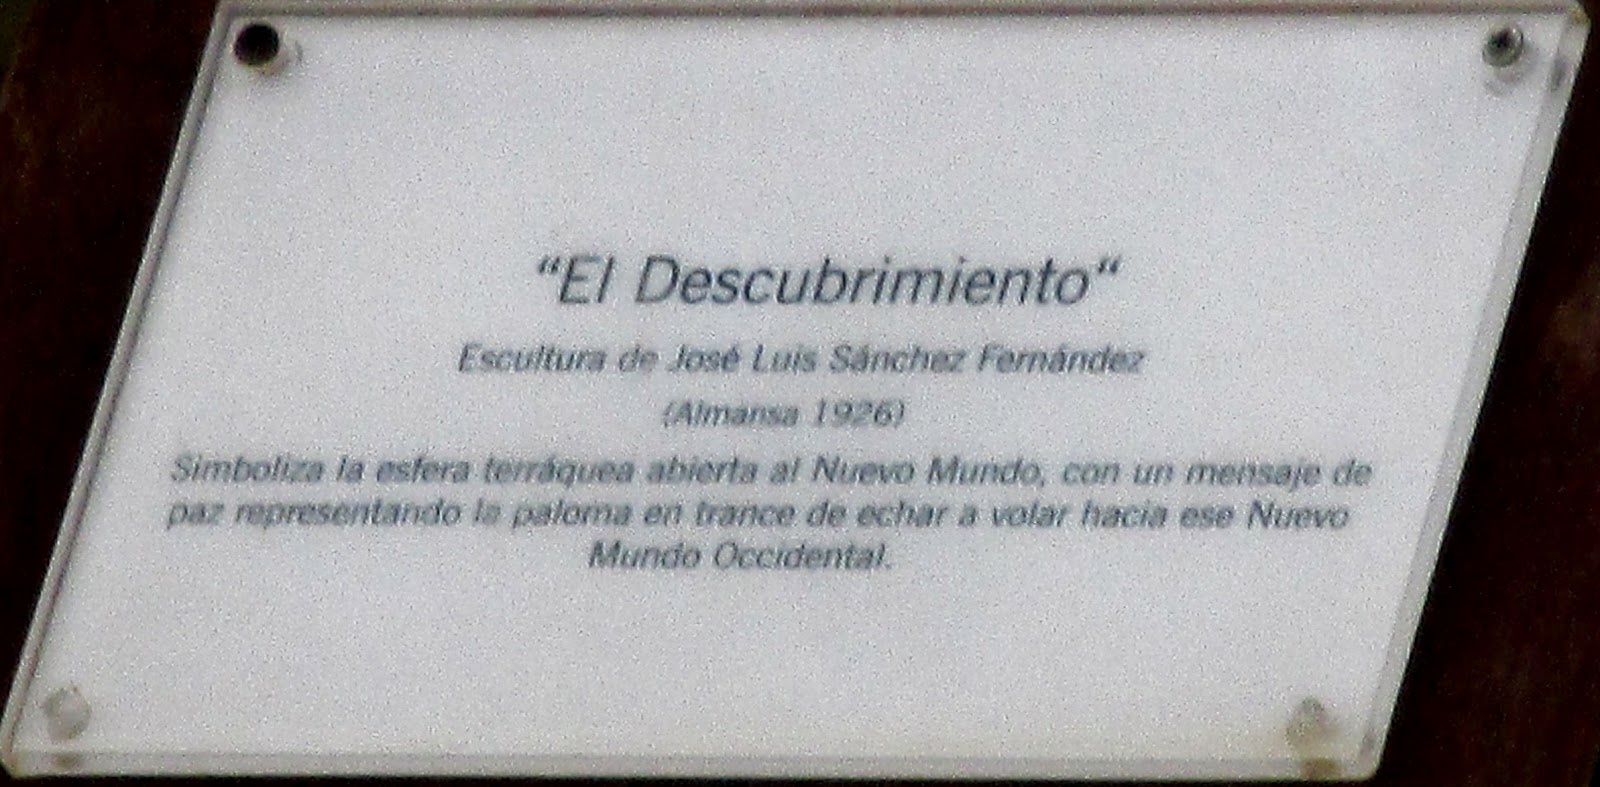 “El Descubrimiento“
Escultura de José Luis Sánchez Fernández
(Almansa 1926)
Simboliza la esfera terráquea abierta al Nuevo Mundo, con un mensaje de
paz representando la paloma en trance de echar a volar hacia ese Nuevo
Mundo Occidental.